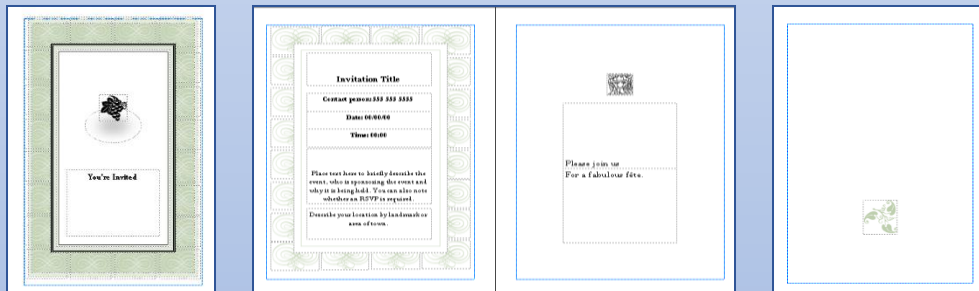 You're Invited
Invitation Title
Contact person: 555 555 5555
Date: 00/00/00
Time: 00:00
Place text here to briefly describe the
event, who is sponsoring the event and
why it is being held. You can also note
whether an RSVP is required.
Describe your location by landmark or
area of town.
Please join us
For a fabulous fête.